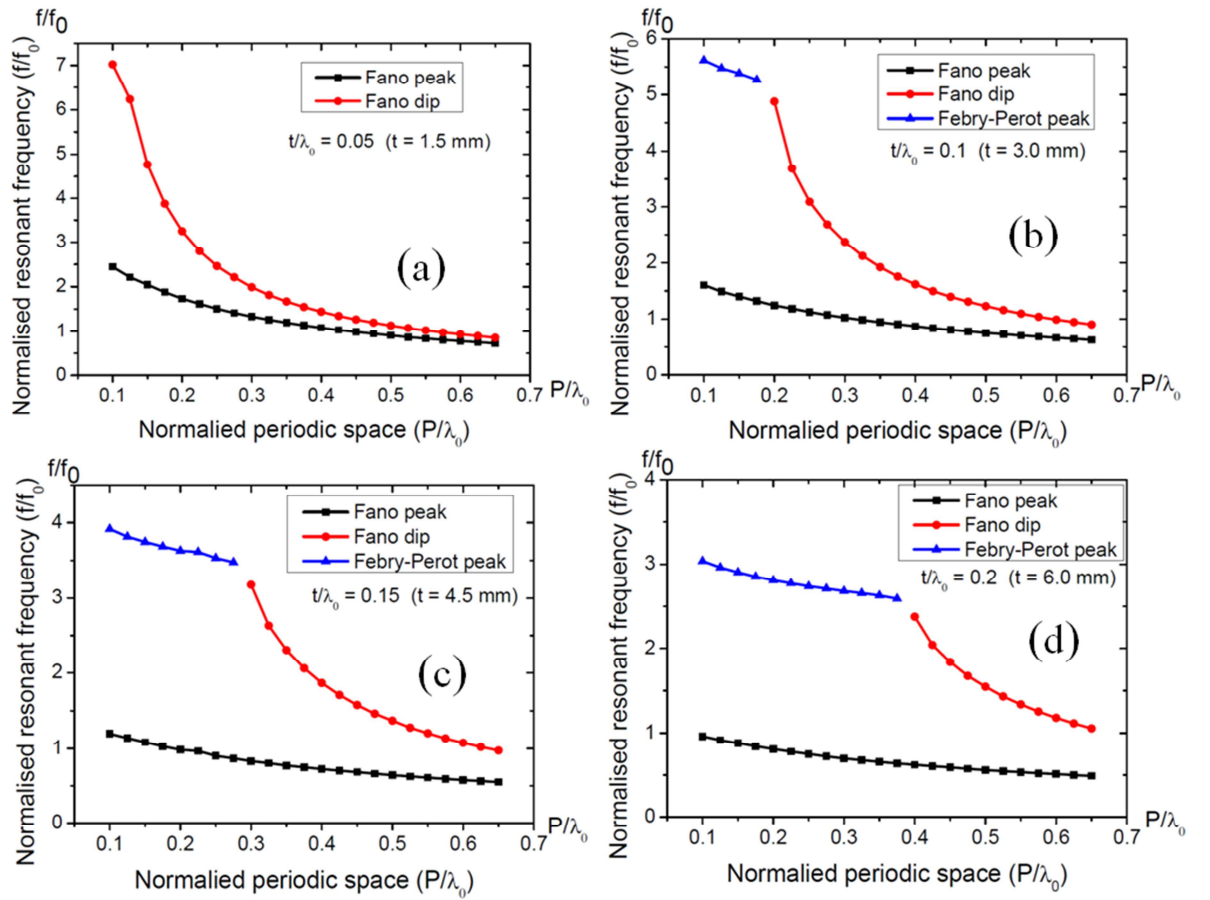 f/f₀
Normalised resonant frequency (f/f₀)
7
6
5
4
3
2
1
0
Fano peak
Fano dip
t/λ₀ = 0.05 (t = 1.5 mm)
(a)
0.1 0.2 0.3 0.4 0.5 0.6 0.7
P/λ₀
Normalied periodic space (P/λ₀)
f/f₀
Normalised resonant frequency (f/f₀)
6
5
4
3
2
1
0
Fano peak
Fano dip
Febry-Perot peak
t/λ₀ = 0.1 (t = 3.0 mm)
(b)
0.1 0.2 0.3 0.4 0.5 0.6 0.7
P/λ₀
Normalied periodic space (P/λ₀)
f/f₀
Normalised resonant frequency (f/f₀)
4
3
2
1
0
Fano peak
Fano dip
Febry-Perot peak
t/λ₀ = 0.15 (t = 4.5 mm)
(c)
0.1 0.2 0.3 0.4 0.5 0.6 0.7
P/λ₀
Normalied periodic space (P/λ₀)
f/f₀
Normalised resonant frequency (f/f₀)
4
3
2
1
0
Fano peak
Fano dip
Febry-Perot peak
t/λ₀ = 0.2 (t = 6.0 mm)
(d)
0.1 0.2 0.3 0.4 0.5 0.6 0.7
P/λ₀
Normalied periodic space (P/λ₀)